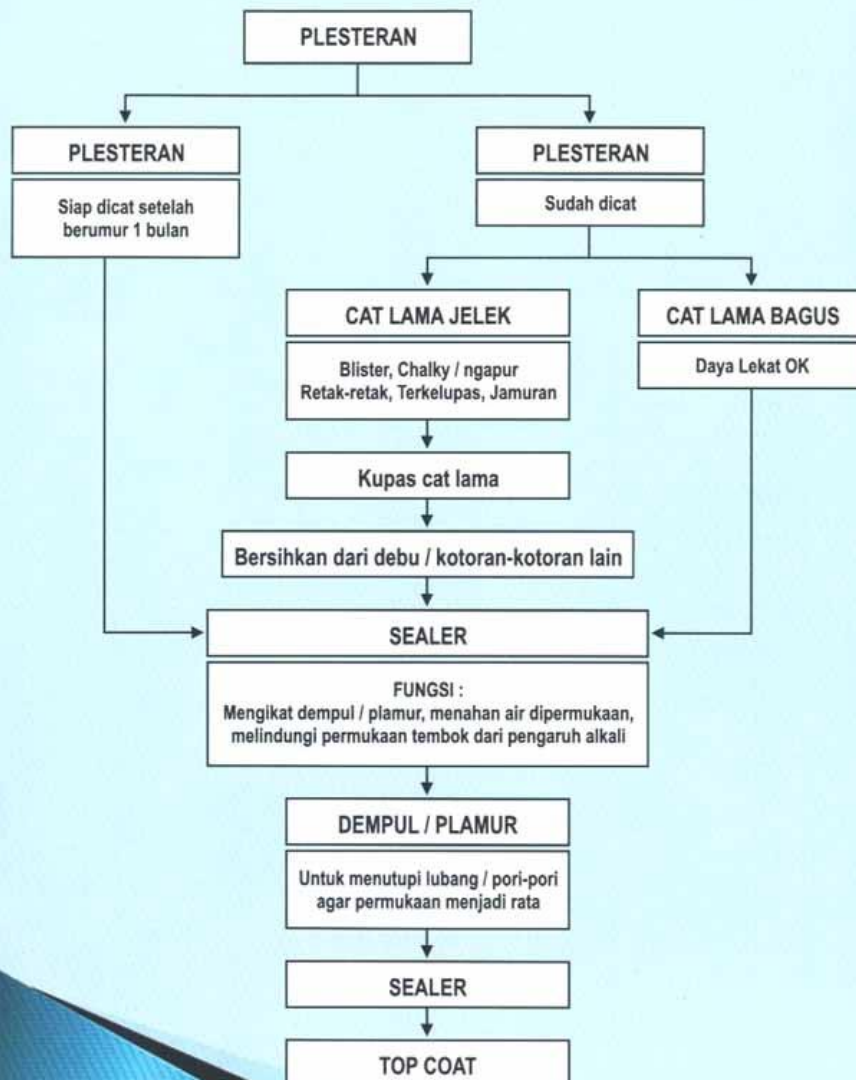 PLESTERAN
PLESTERAN
Siap dicat setelah
berumur 1 bulan
PLESTERAN
Sudah dicat
CAT LAMA JELEK
Blister, Chalky / ngapur
Retak-retak, Terkelupas, Jamuran
CAT LAMA BAGUS
Daya Lekat OK
Kupas cat lama
Bersihkan dari debu / kotoran-kotoran lain
SEALER
FUNGSI :
Mengikat dempul / plamur, menahan air dipermukaan,
melindungi permukaan tembok dari pengaruh alkali
DEMPUL / PLAMUR
Untuk menutupi lubang / pori-pori
agar permukaan menjadi rata
SEALER
TOP COAT